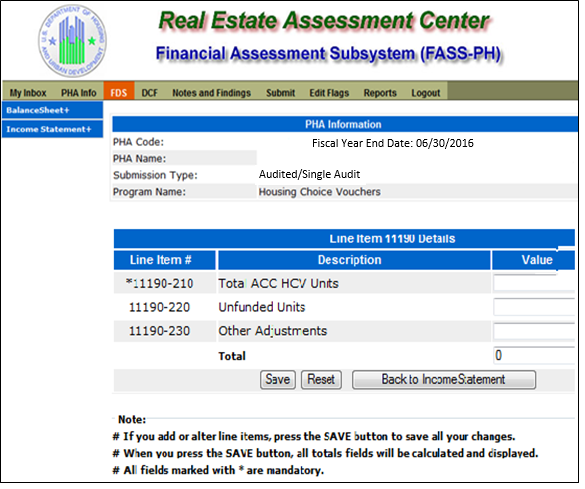 U.S. DEPARTMENT OF HOUSING AND URBAN DEVELOPMENT
Real Estate Assessment Center
Financial Assessment Subsystem (FASS-PH)
My Inbox PHA Info FDS DCF Notes and Findings Submit Edit Flags Reports Logout
BalanceSheet+
Income Statement+
PHA Information
PHA Code: Fiscal Year End Date: 06/30/2016
PHA Name:
Submission Type: Audited/Single Audit
Program Name: Housing Choice Vouchers
Line Item 11190 Details
Line Item # Description Value
*11190-210 Total ACC HCV Units
11190-220 Unfunded Units
11190-230 Other Adjustments
Total 0
Save Reset Back to IncomeStatement
Note:
# If you add or alter line items, press the SAVE button to save all your changes.
# When you press the SAVE button, all totals fields will be calculated and displayed.
# All fields marked with * are mandatory.